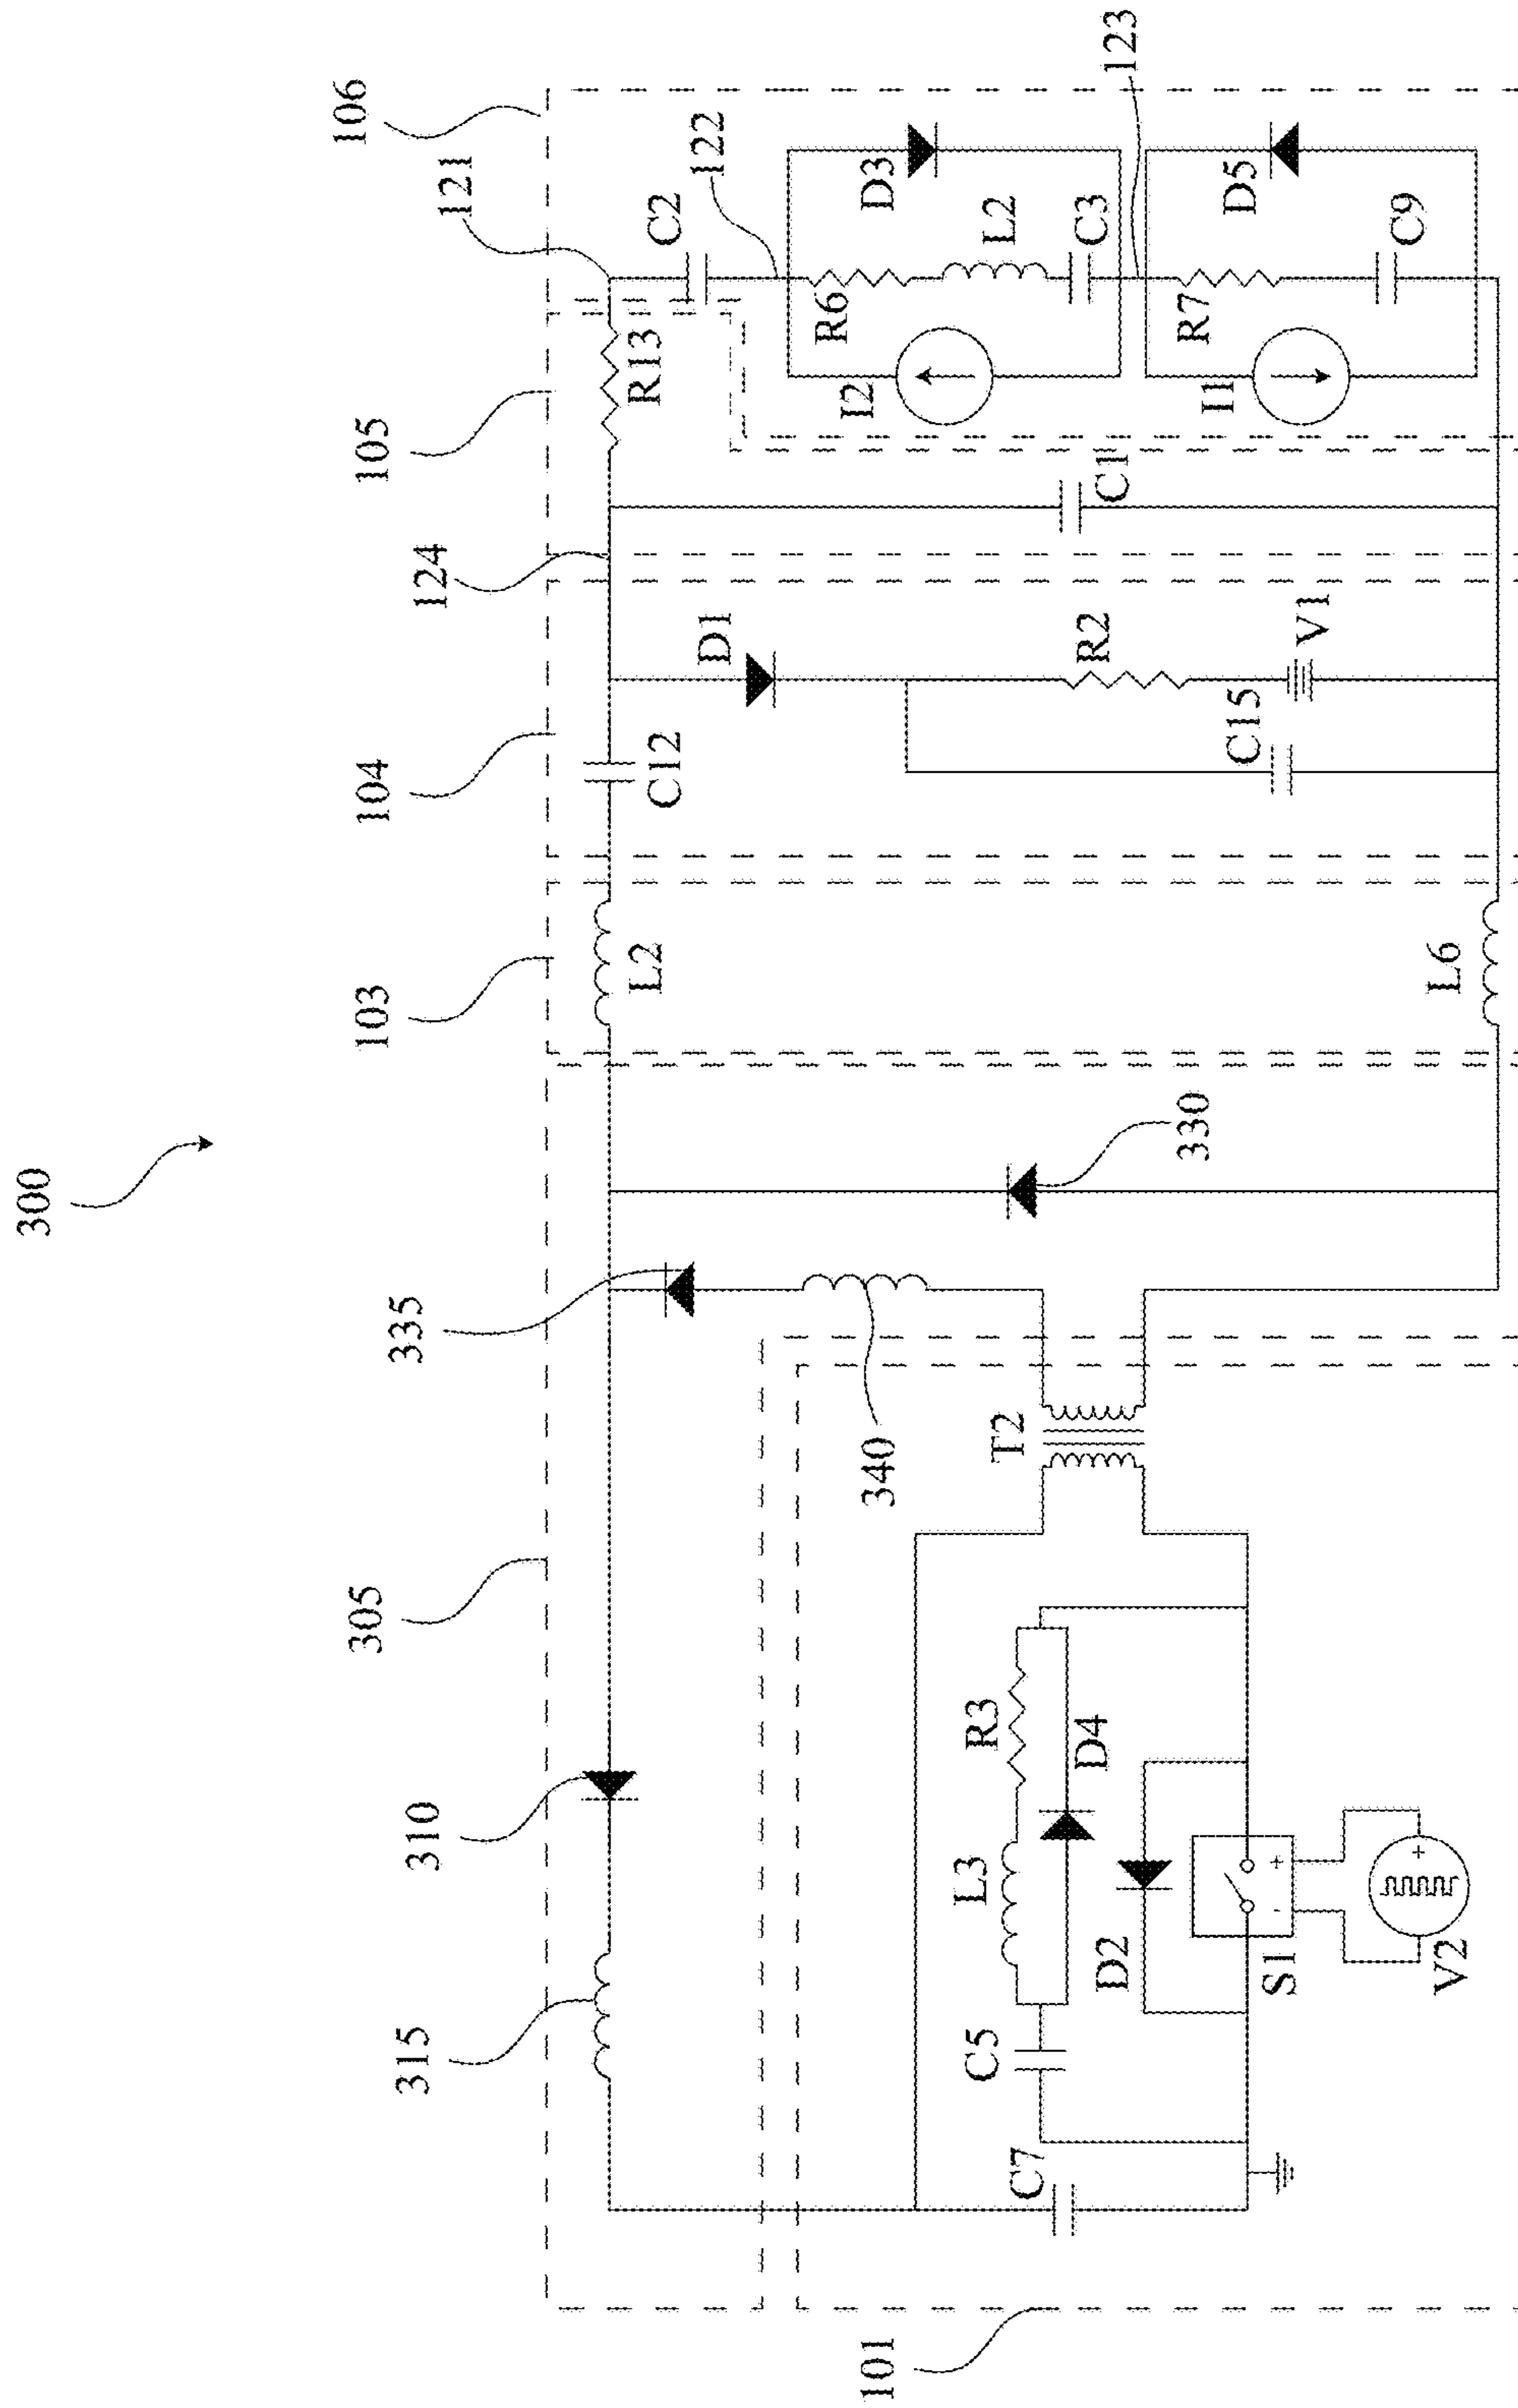 300
305
103
104
105
106
315
310
335
124
121
L2
C12
R13
C2
122
D1
D3
340
330
I2
R6
L2
C3
123
101
C7
C5
L3
R3
T2
D4
R2
C1
D2
S1
+
-
V2
+
L6
C15
V1
I1
R7
D5
C9